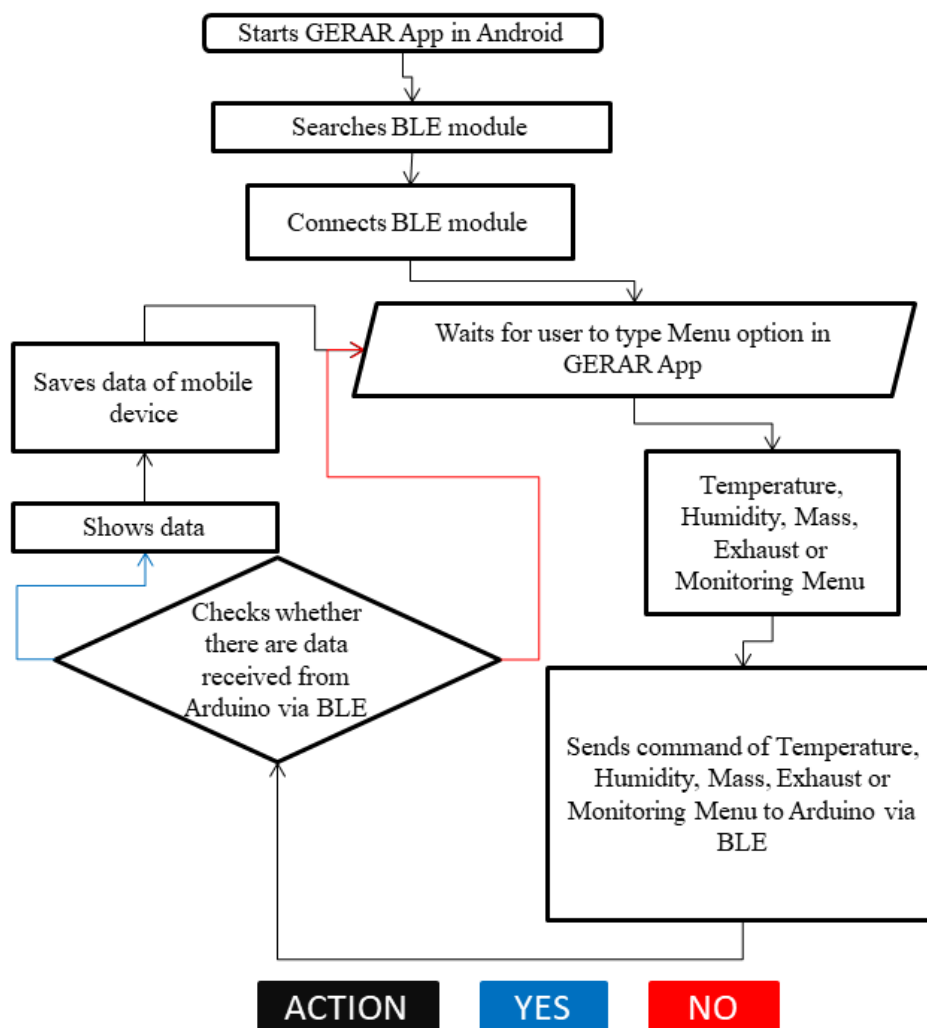 Starts GERAR App in Android
Searches BLE module
Connects BLE module
Waits for user to type Menu option in
GERAR App
Temperature,
Humidity, Mass,
Exhaust or
Monitoring Menu
Sends command of Temperature,
Humidity, Mass, Exhaust or
Monitoring Menu to Arduino via
BLE
Checks whether
there are data
received from
Arduino via BLE
Shows data
Saves data of mobile
device
ACTION
YES
NO